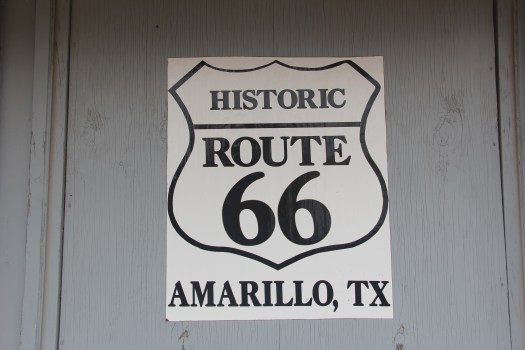 HISTORIC
ROUTE
66
AMARILLO, TX